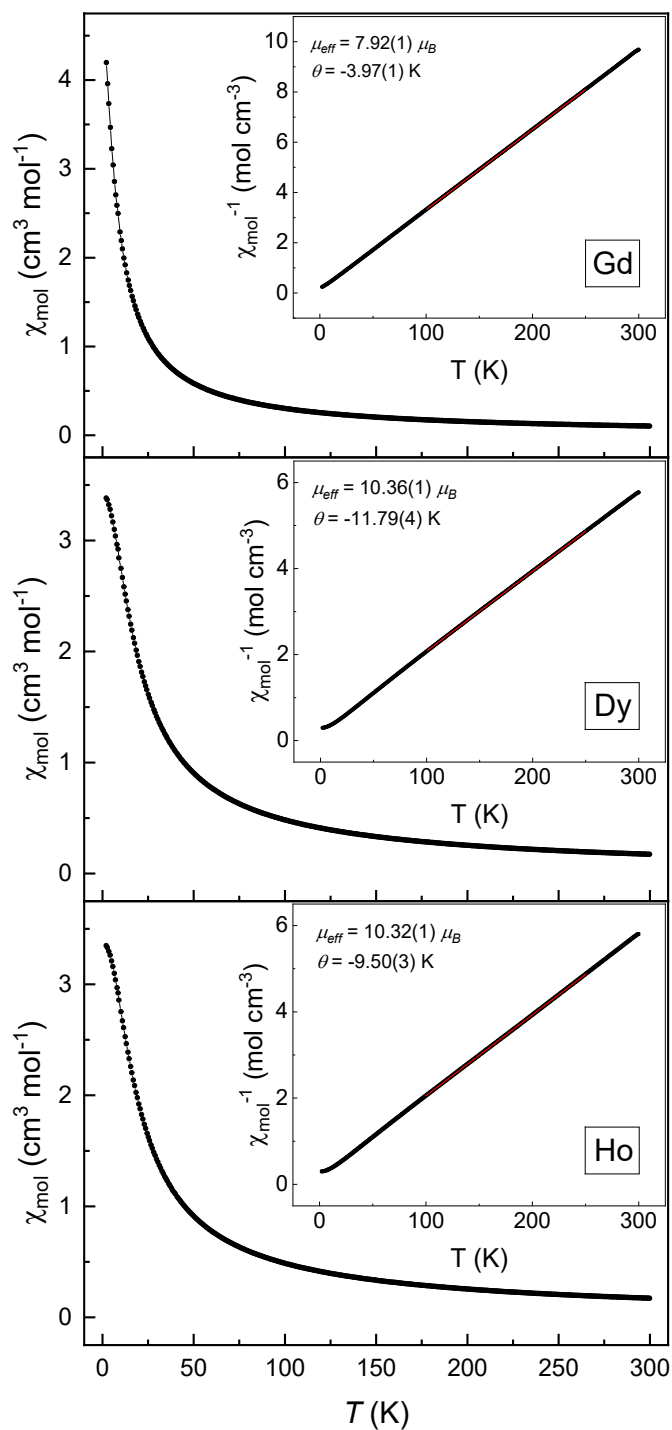 μeff = 7.92(1) μB
θ = -3.97(1) K
χmol (cm³ mol⁻¹)
4
3
2
1
0
χmol⁻¹ (mol cm⁻³)
10
8
6
4
2
0
0 100 200 300
T (K)
Gd
μeff = 10.36(1) μB
θ = -11.79(4) K
χmol (cm³ mol⁻¹)
3
2
1
0
χmol⁻¹ (mol cm⁻³)
6
4
2
0
0 100 200 300
T (K)
Dy
μeff = 10.32(1) μB
θ = -9.50(3) K
χmol (cm³ mol⁻¹)
3
2
1
0
χmol⁻¹ (mol cm⁻³)
6
4
2
0
0 100 200 300
T (K)
Ho
0 50 100 150 200 250 300
T (K)